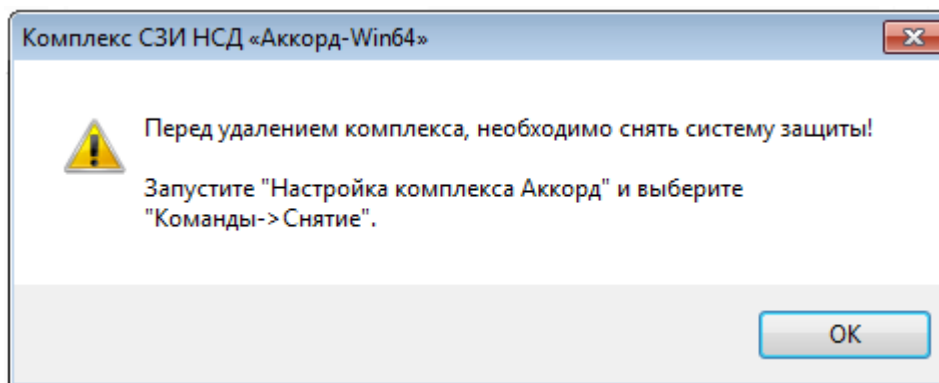 Комплекс СЗИ НСД «Аккорд-Win64»
Перед удалением комплекса, необходимо снять систему защиты!
Запустите "Настройка комплекса Аккорд" и выберите
"Команды->Снятие".
ОК